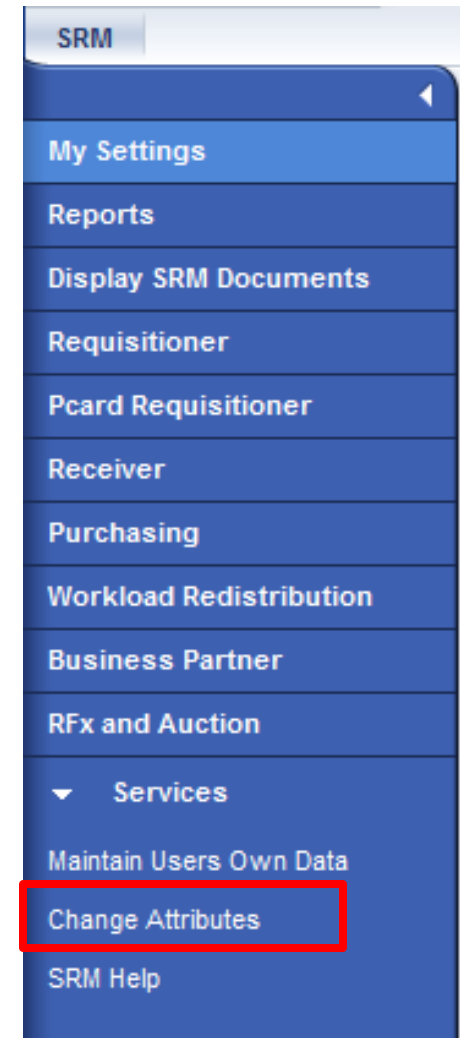 SRM
My Settings
Reports
Display SRM Documents
Requisitioner
Pcard Requisitioner
Receiver
Purchasing
Workload Redistribution
Business Partner
RFx and Auction
Services
Maintain Users Own Data
Change Attributes
SRM Help